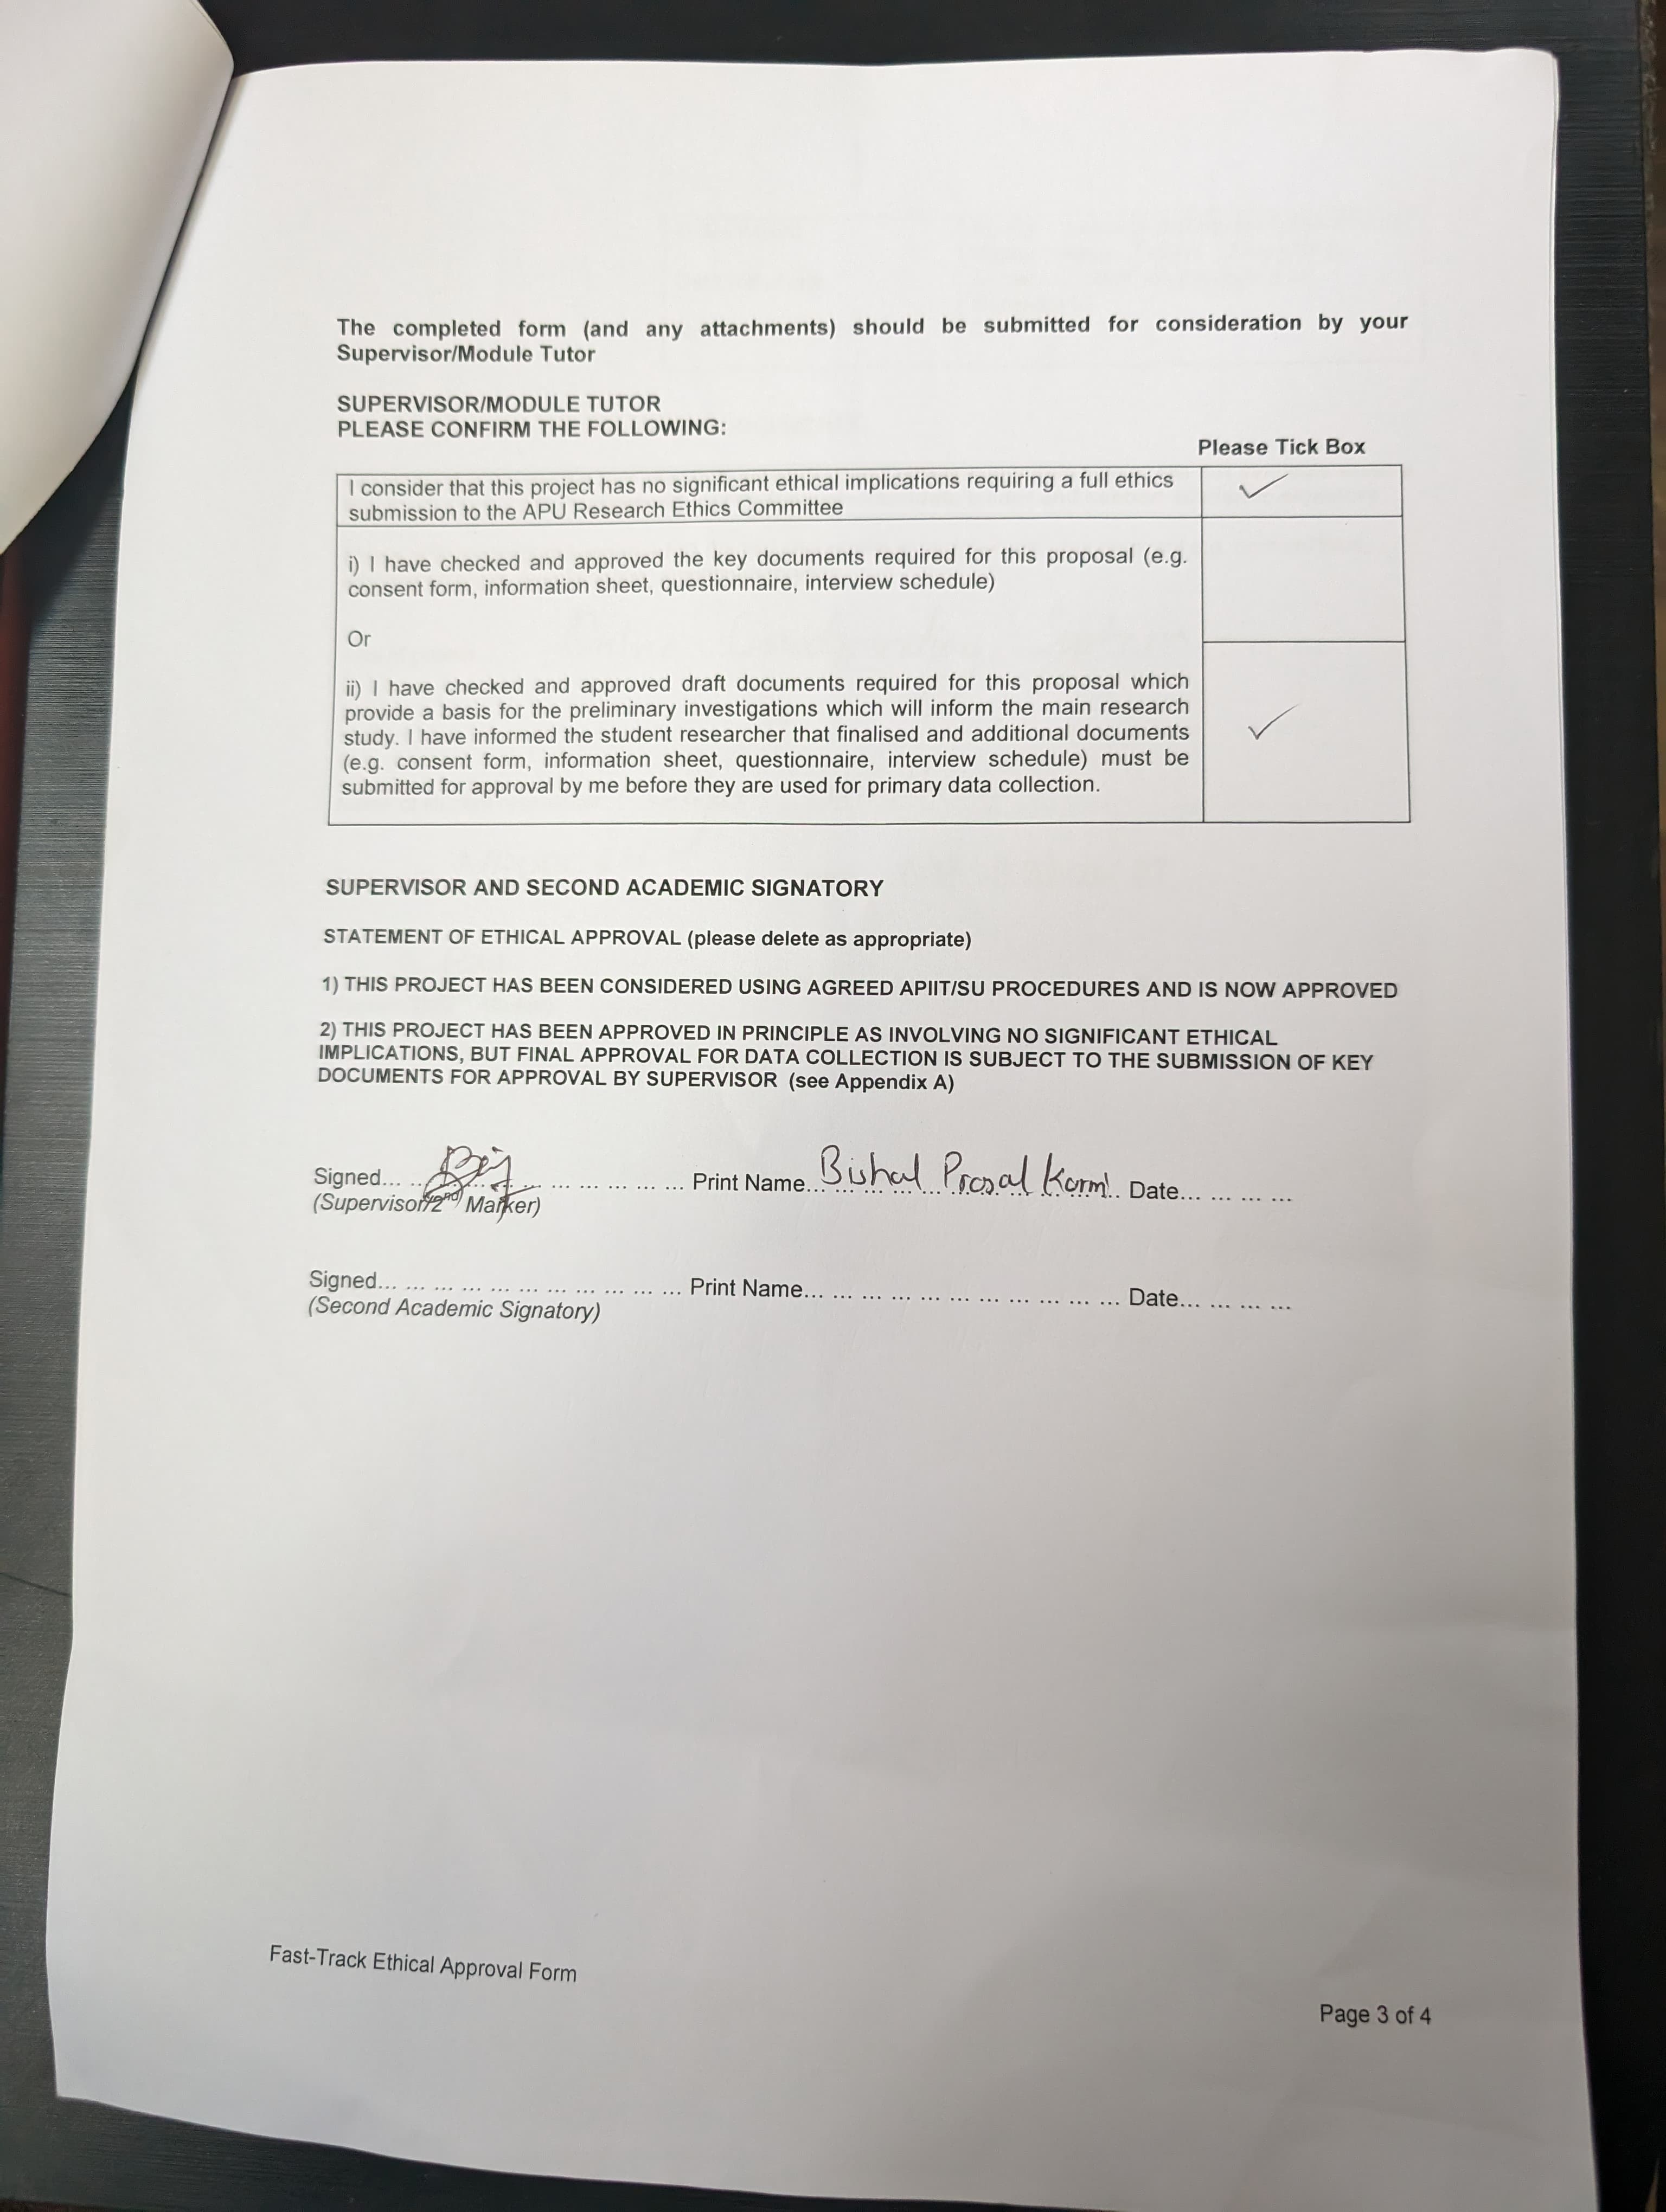 The completed form (and any attachments) should be submitted for consideration by your
Supervisor/Module Tutor
SUPERVISOR/MODULE TUTOR
PLEASE CONFIRM THE FOLLOWING:
Please Tick Box
I consider that this project has no significant ethical implications requiring a full ethics
submission to the APU Research Ethics Committee
i) I have checked and approved the key documents required for this proposal (e.g.
consent form, information sheet, questionnaire, interview schedule)
Or
ii) I have checked and approved draft documents required for this proposal which
provide a basis for the preliminary investigations which will inform the main research
study. I have informed the student researcher that finalised and additional documents
(e.g. consent form, information sheet, questionnaire, interview schedule) must be
submitted for approval by me before they are used for primary data collection.
SUPERVISOR AND SECOND ACADEMIC SIGNATORY
STATEMENT OF ETHICAL APPROVAL (please delete as appropriate)
1) THIS PROJECT HAS BEEN CONSIDERED USING AGREED APIIT/SU PROCEDURES AND IS NOW APPROVED
2) THIS PROJECT HAS BEEN APPROVED IN PRINCIPLE AS INVOLVING NO SIGNIFICANT ETHICAL
IMPLICATIONS, BUT FINAL APPROVAL FOR DATA COLLECTION IS SUBJECT TO THE SUBMISSION OF KEY
DOCUMENTS FOR APPROVAL BY SUPERVISOR (see Appendix A)
Signed... ... ... ... ... ... ... Print Name... Bishal Date... ... ... ...
(Supervisor/2nd Marker)
Signed... ... ... ... ... ... ... ... ... ... ... Print Name... ... ... ... ... ... ... ... ... ... ... Date... ... ... ...
(Second Academic Signatory)
Fast-Track Ethical Approval Form
Page 3 of 4